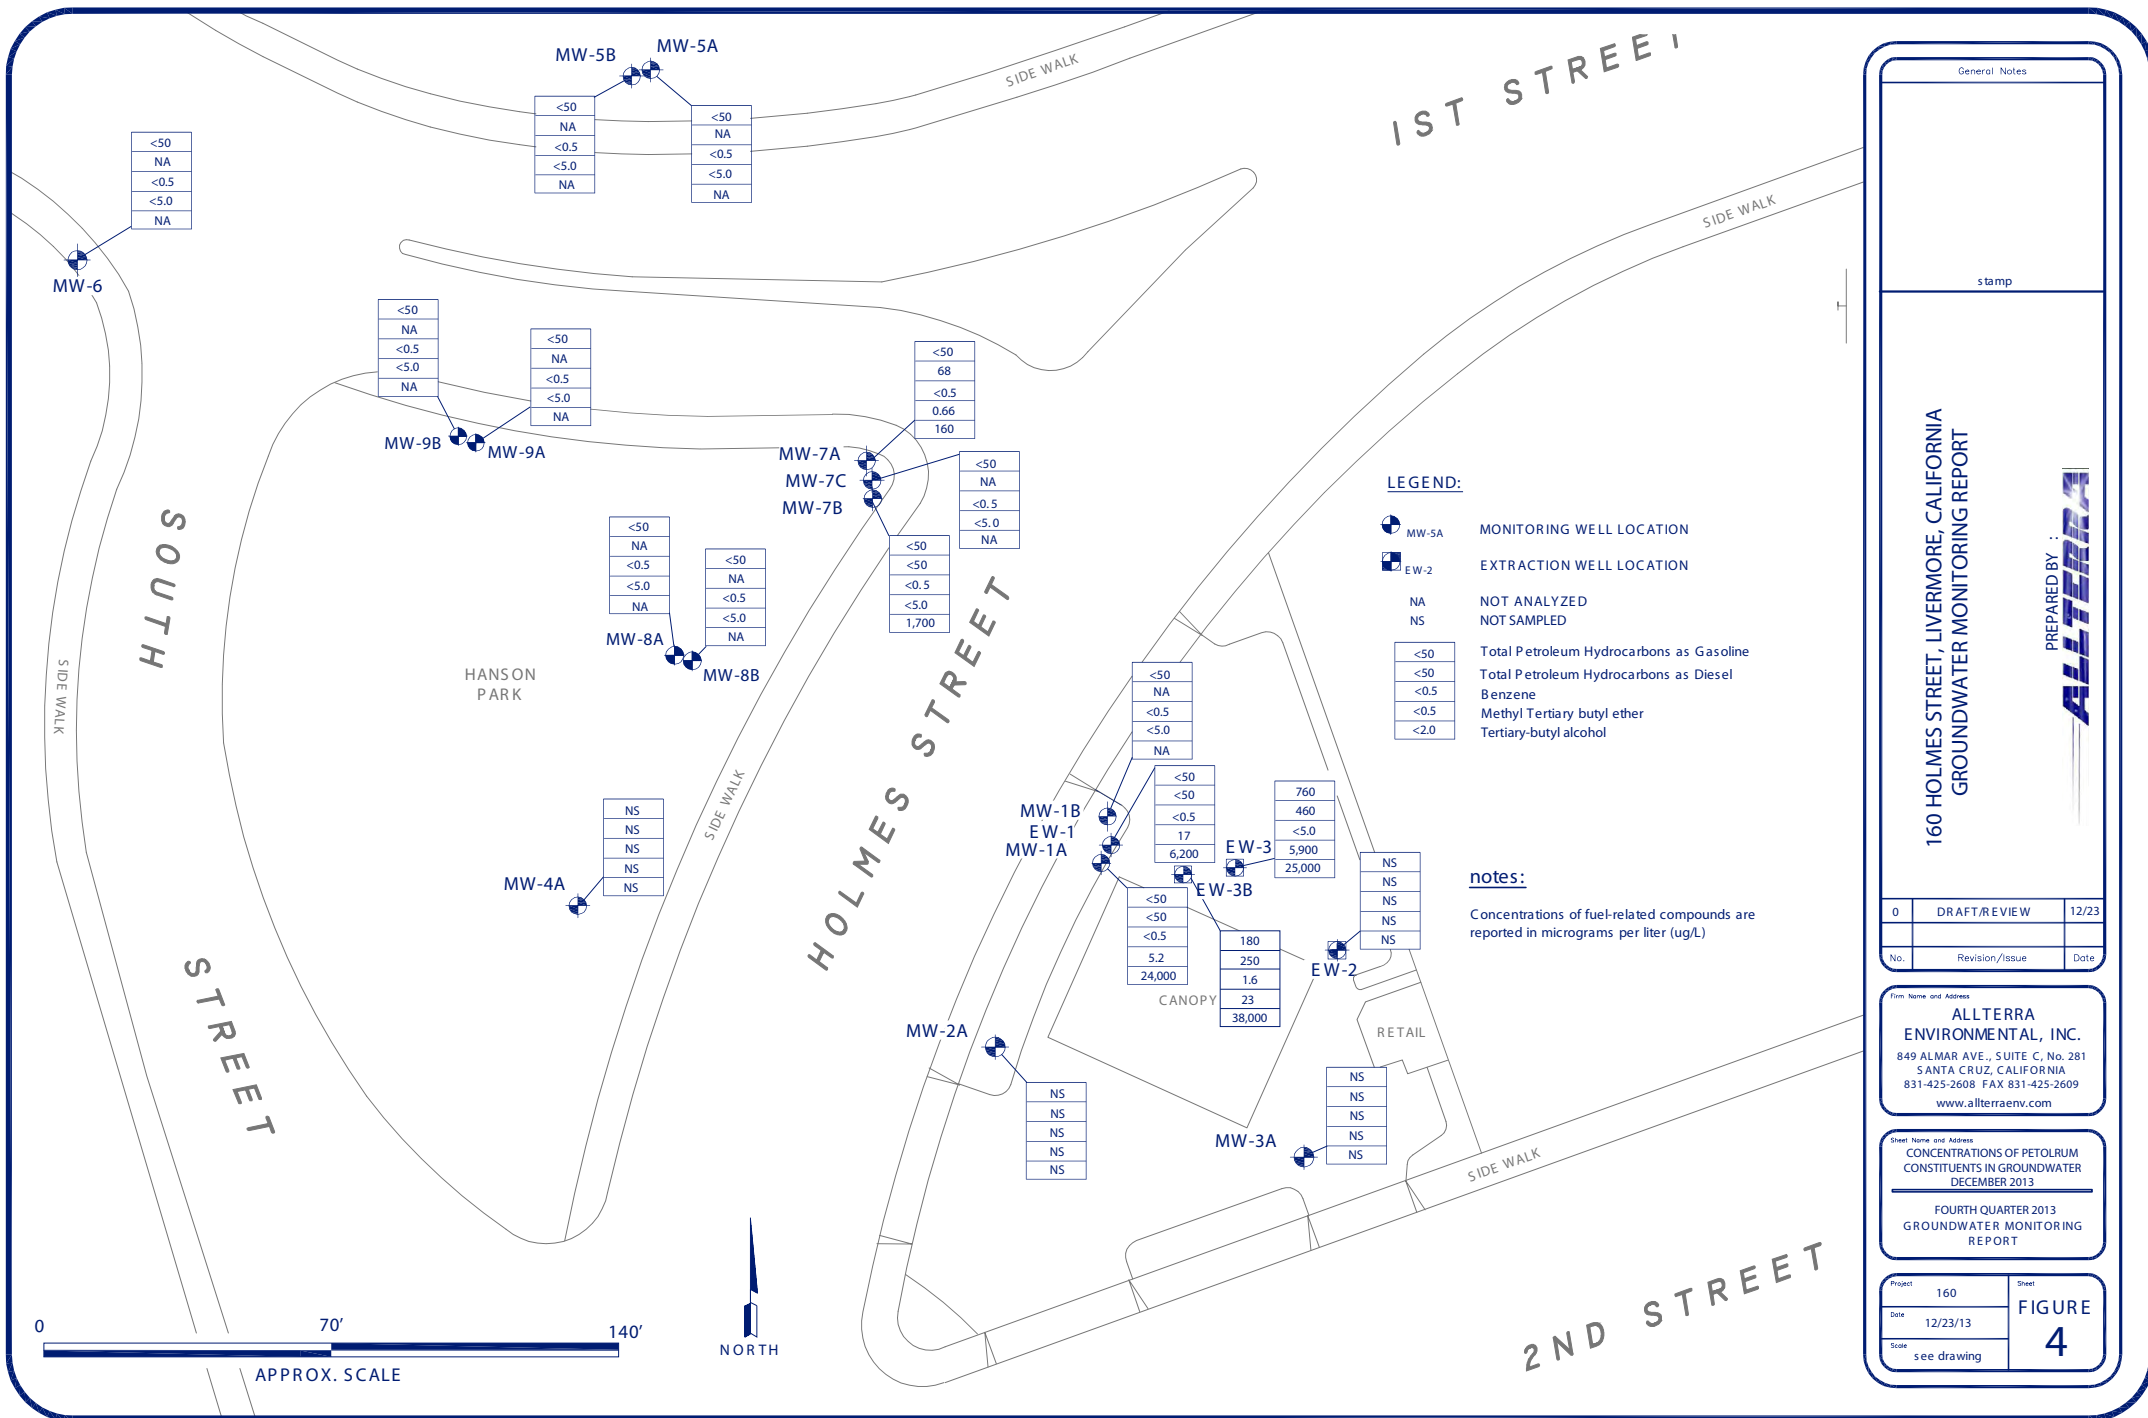 MW-5B
MW-5A
<50
NA
<0.5
<5.0
NA
<50
NA
<0.5
<5.0
NA
SIDE WALK
1ST STREET
<50
NA
<0.5
<5.0
NA
MW-6
SIDE WALK
<50
NA
<0.5
<5.0
NA
<50
NA
<0.5
<5.0
NA
MW-9B
MW-9A
<50
68
<0.5
0.66
160
MW-7A
MW-7C
MW-7B
<50
NA
<0.5
<5.0
NA
<50
<50
<0.5
<5.0
1,700
<50
NA
<0.5
<5.0
NA
<50
NA
<0.5
<5.0
NA
MW-8A
MW-8B
SOUTH
STREET
SIDE WALK
HANSON
PARK
HOLMES STREET
SIDE WALK
LEGEND:
MW-5A MONITORING WELL LOCATION
EW-2 EXTRACTION WELL LOCATION
NA NOT ANALYZED
NS NOT SAMPLED
<50 Total Petroleum Hydrocarbons as Gasoline
<50 Total Petroleum Hydrocarbons as Diesel
<0.5 Benzene
<0.5 Methyl Tertiary butyl ether
<2.0 Tertiary-butyl alcohol
<50
NA
<0.5
<5.0
NA
MW-1B
EW-1
MW-1A
<50
<50
<0.5
17
6,200
760
460
<5.0
5,900
25,000
EW-3
EW-3B
<50
<50
<0.5
5.2
24,000
180
250
1.6
23
38,000
NS
NS
NS
NS
NS
EW-2
CANOPY
RETAIL
NS
NS
NS
NS
NS
MW-4A
MW-2A
NS
NS
NS
NS
NS
MW-3A
NS
NS
NS
NS
NS
SIDE WALK
2ND STREET
notes:
Concentrations of fuel-related compounds are
reported in micrograms per liter (ug/L)
0 70' 140'
APPROX. SCALE
NORTH
General Notes
stamp
160 HOLMES STREET, LIVERMORE, CALIFORNIA
GROUNDWATER MONITORING REPORT
PREPARED BY :
ALLTERRA
0 DRAFT/REVIEW 12/23
No. Revision/Issue Date
Firm Name and Address
ALLTERRA
ENVIRONMENTAL, INC.
849 ALMAR AVE., SUITE C, No. 281
SANTA CRUZ, CALIFORNIA
831-425-2608 FAX 831-425-2609
www.allterraenv.com
Sheet Name and Address
CONCENTRATIONS OF PETOLRUM
CONSTITUENTS IN GROUNDWATER
DECEMBER 2013
FOURTH QUARTER 2013
GROUNDWATER MONITORING
REPORT
Project
160
Date
12/23/13
Scale
see drawing
Sheet
FIGURE
4